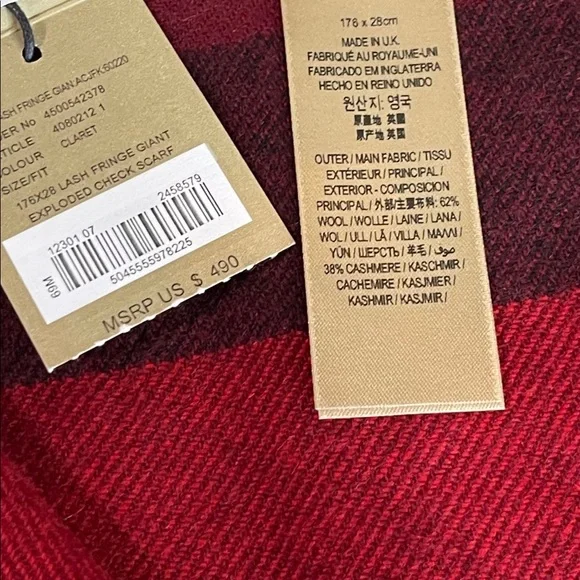 LASH FRINGE GIAN:ACJFK:60220
ER No 4500542378
TICLE 4080212 1
COLOUR CLARET
SIZE/FIT
176X28 LASH FRINGE GIANT
EXPLODED CHECK SCARF
12301.07 2458579
69M
5045555978225
MSRP US $ 490
176 x 28cm
MADE IN U.K.
FABRIQUÉ AU ROYAUME-UNI
FABRICADO EM INGLATERRA
HECHO EN REINO UNIDO
원산지: 영국
原產地 英國
原产地 英国
OUTER / MAIN FABRIC / TISSU
EXTÉRIEUR / PRINCIPAL /
EXTERIOR - COMPOSICION
PRINCIPAL / 外部/主要布料: 62%
WOOL / WOLLE / LAINE / LANA /
WOL / ULL / LÃ / VILLA / ΜΑΛΛΙ /
YÜN / ШЕРСТЬ / 羊毛 / صوف /
38% CASHMERE / KASCHMIR /
CACHEMIRE / KASJMIER /
KASHMIR / KASJMIR /